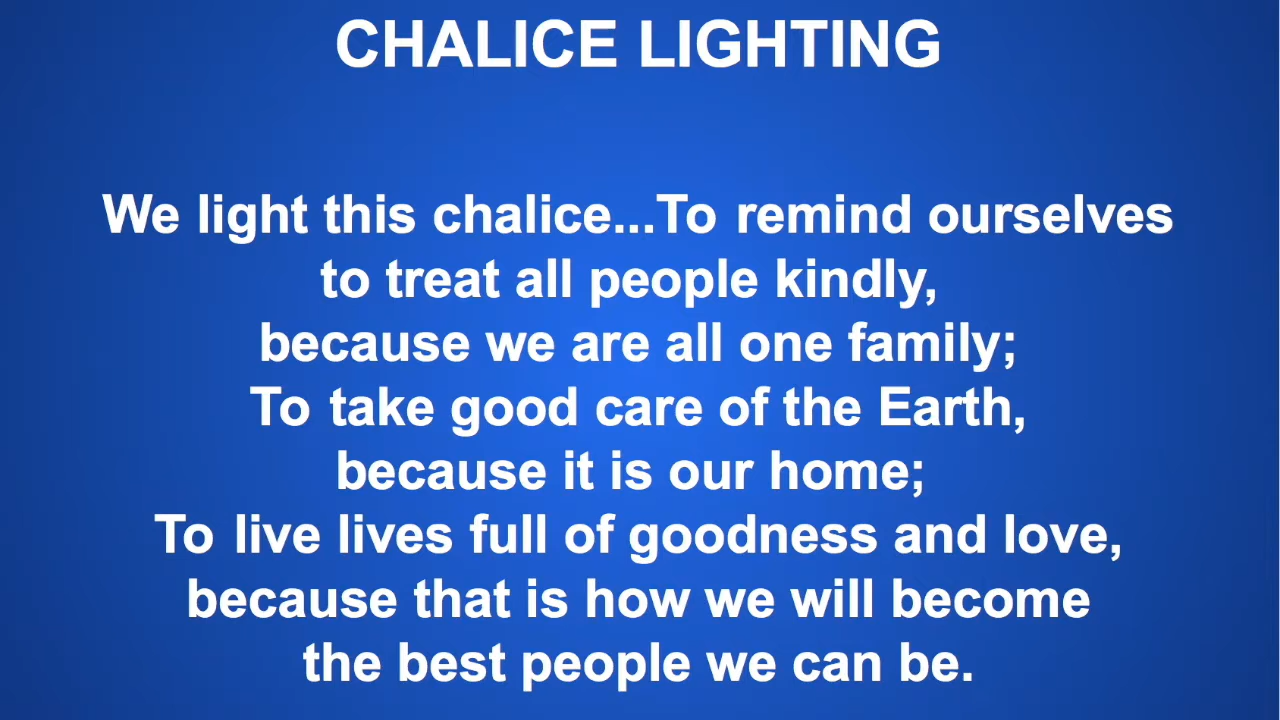 CHALICE LIGHTING
We light this chalice...To remind ourselves
to treat all people kindly,
because we are all one family;
To take good care of the Earth,
because it is our home;
To live lives full of goodness and love,
because that is how we will become
the best people we can be.